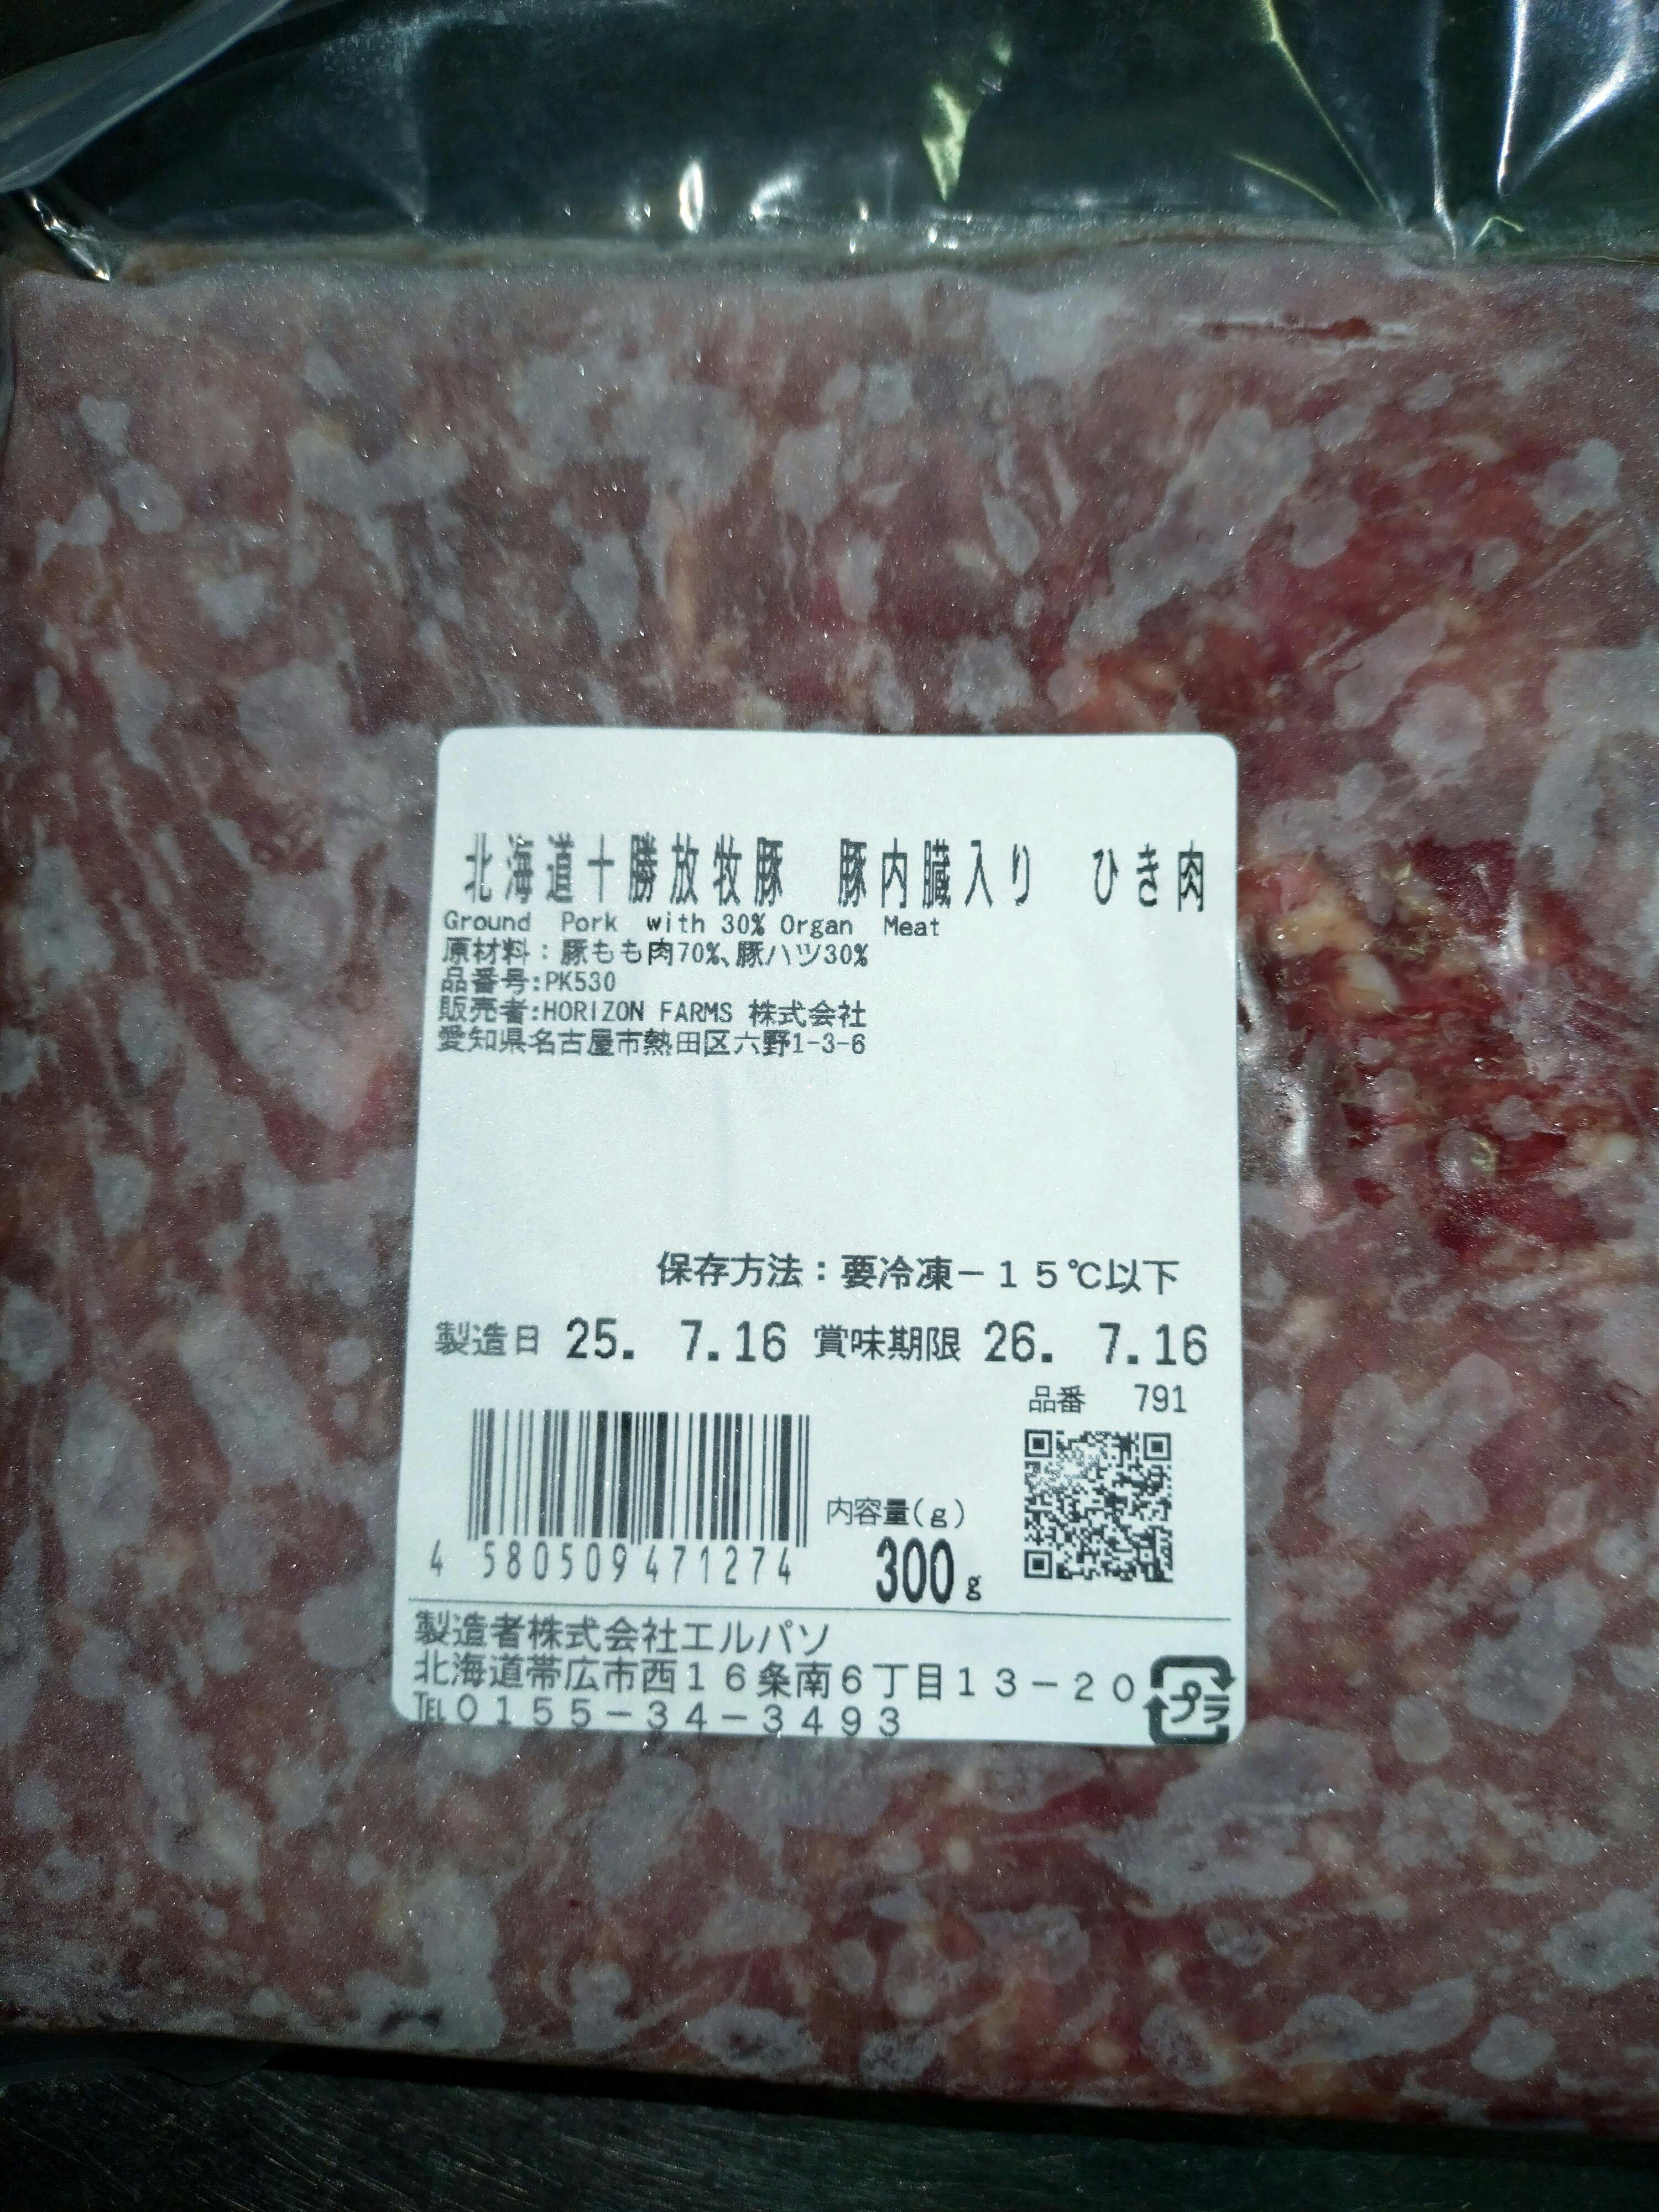 北海道十勝放牧豚　豚内臓入り　ひき肉
Ground Pork with 30% Organ Meat
原材料：豚もも肉70%、豚ハツ30%
品番号:PK530
販売者:HORIZON FARMS 株式会社
愛知県名古屋市熱田区六野1-3-6
保存方法：要冷凍－１５℃以下
製造日 25. 7.16 賞味期限 26. 7.16
品番 791
内容量(g)
300g
4 580509 471274
製造者株式会社エルパソ
北海道帯広市西１６条南６丁目１３－２０
℡０１５５－３４－３４９３
プラ